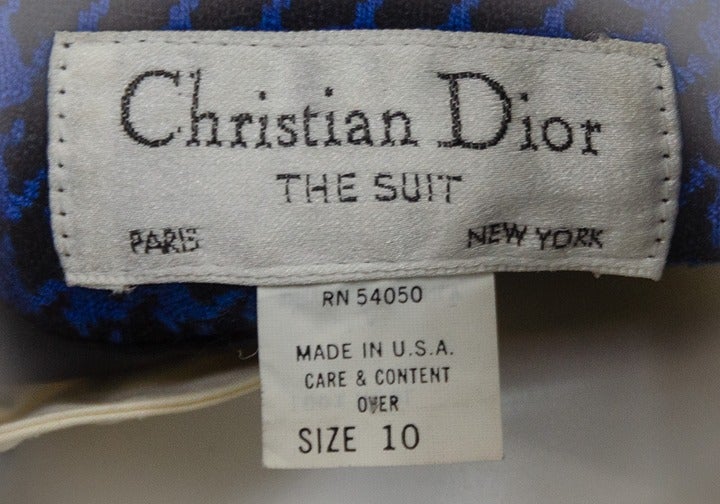 Christian Dior
THE SUIT
PARIS NEW YORK
RN 54050
MADE IN U.S.A.
CARE & CONTENT
OVER
SIZE 10